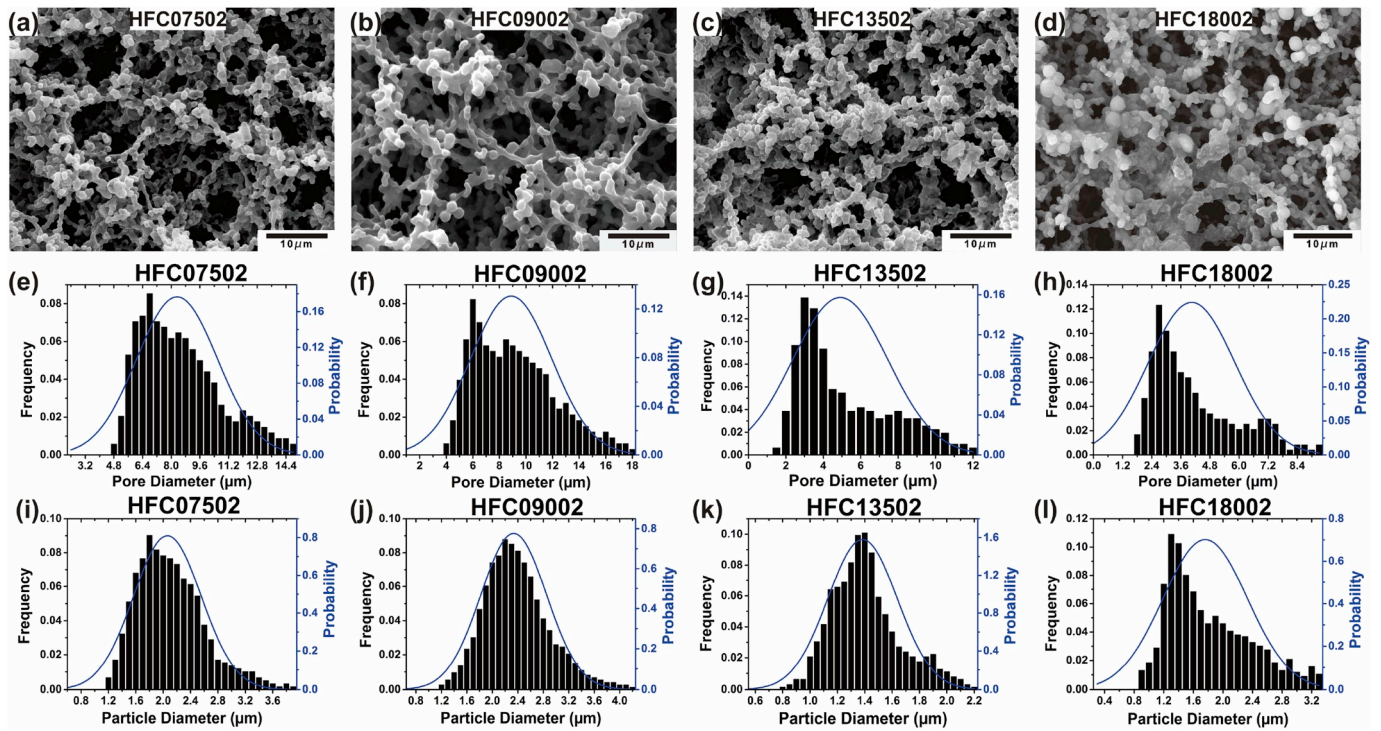 (a) HFC07502
(b) HFC09002
(c) HFC13502
(d) HFC18002
10μm
10μm
10μm
10μm
(e) HFC07502
0.08
0.06
0.04
0.02
0.00
Frequency
0.16
0.12
0.08
0.04
0.00
Probability
3.2 4.8 6.4 8.0 9.6 11.2 12.8 14.4
Pore Diameter (μm)
(f) HFC09002
0.08
0.06
0.04
0.02
0.00
Frequency
0.12
0.08
0.04
0.00
Probability
2 4 6 8 10 12 14 16 18
Pore Diameter (μm)
(g) HFC13502
0.14
0.12
0.10
0.08
0.06
0.04
0.02
0.00
Frequency
0.16
0.12
0.08
0.04
0.00
Probability
0 2 4 6 8 10 12
Pore Diameter (μm)
(h) HFC18002
0.14
0.12
0.10
0.08
0.06
0.04
0.02
0.00
Frequency
0.25
0.20
0.15
0.10
0.05
0.00
Probability
0.0 1.2 2.4 3.6 4.8 6.0 7.2 8.4
Pore Diameter (μm)
(i) HFC07502
0.10
0.08
0.06
0.04
0.02
0.00
Frequency
0.8
0.6
0.4
0.2
0.0
Probability
0.8 1.2 1.6 2.0 2.4 2.8 3.2 3.6
Particle Diameter (μm)
(j) HFC09002
0.10
0.08
0.06
0.04
0.02
0.00
Frequency
0.8
0.6
0.4
0.2
0.0
Probability
0.8 1.2 1.6 2.0 2.4 2.8 3.2 3.6 4.0
Particle Diameter (μm)
(k) HFC13502
0.10
0.08
0.06
0.04
0.02
0.00
Frequency
1.6
1.2
0.8
0.4
0.0
Probability
0.6 0.8 1.0 1.2 1.4 1.6 1.8 2.0 2.2
Particle Diameter (μm)
(l) HFC18002
0.12
0.10
0.08
0.06
0.04
0.02
0.00
Frequency
0.8
0.6
0.4
0.2
0.0
Probability
0.4 0.8 1.2 1.6 2.0 2.4 2.8 3.2
Particle Diameter (μm)